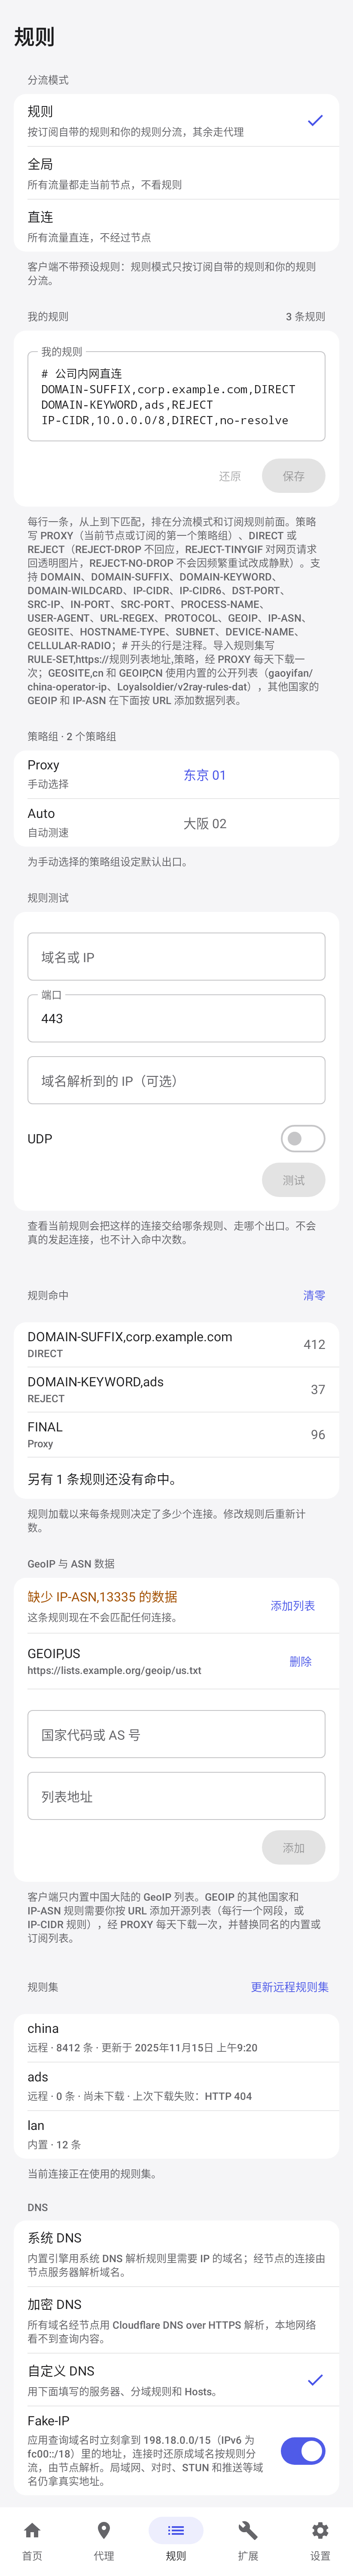 规则
分流模式
规则
按订阅自带的规则和你的规则分流，其余走代理
全局
所有流量都走当前节点，不看规则
直连
所有流量直连，不经过节点
客户端不带预设规则：规则模式只按订阅自带的规则和你的规则
分流。
我的规则
3 条规则
我的规则
# 公司内网直连
DOMAIN-SUFFIX,corp.example.com,DIRECT
DOMAIN-KEYWORD,ads,REJECT
IP-CIDR,10.0.0.0/8,DIRECT,no-resolve
还原
保存
每行一条，从上到下匹配，排在分流模式和订阅规则前面。策略
写 PROXY（当前节点或订阅的第一个策略组）、DIRECT 或
REJECT（REJECT-DROP 不回应，REJECT-TINYGIF 对网页请求
回透明图片，REJECT-NO-DROP 不会因频繁重试改成静默）。支
持 DOMAIN、DOMAIN-SUFFIX、DOMAIN-KEYWORD、
DOMAIN-WILDCARD、IP-CIDR、IP-CIDR6、DST-PORT、
SRC-IP、IN-PORT、SRC-PORT、PROCESS-NAME、
USER-AGENT、URL-REGEX、PROTOCOL、GEOIP、IP-ASN、
GEOSITE、HOSTNAME-TYPE、SUBNET、DEVICE-NAME、
CELLULAR-RADIO；# 开头的行是注释。导入规则集写
RULE-SET,https://规则列表地址,策略，经 PROXY 每天下载一
次；GEOSITE,cn 和 GEOIP,CN 使用内置的公开列表（gaoyifan/
china-operator-ip、Loyalsoldier/v2ray-rules-dat），其他国家的
GEOIP 和 IP-ASN 在下面按 URL 添加数据列表。
策略组 · 2 个策略组
Proxy
手动选择
东京 01
Auto
自动测速
大阪 02
为手动选择的策略组设定默认出口。
规则测试
域名或 IP
端口
443
域名解析到的 IP（可选）
UDP
测试
查看当前规则会把这样的连接交给哪条规则、走哪个出口。不会
真的发起连接，也不计入命中次数。
规则命中
清零
DOMAIN-SUFFIX,corp.example.com
DIRECT
412
DOMAIN-KEYWORD,ads
REJECT
37
FINAL
Proxy
96
另有 1 条规则还没有命中。
规则加载以来每条规则决定了多少个连接。修改规则后重新计
数。
GeoIP 与 ASN 数据
缺少 IP-ASN,13335 的数据
这条规则现在不会匹配任何连接。
添加列表
GEOIP,US
https://lists.example.org/geoip/us.txt
删除
国家代码或 AS 号
列表地址
添加
客户端只内置中国大陆的 GeoIP 列表。GEOIP 的其他国家和
IP-ASN 规则需要你按 URL 添加开源列表（每行一个网段，或
IP-CIDR 规则），经 PROXY 每天下载一次，并替换同名的内置或
订阅列表。
规则集
更新远程规则集
china
远程 · 8412 条 · 更新于 2025年11月15日 上午9:20
ads
远程 · 0 条 · 尚未下载 · 上次下载失败：HTTP 404
lan
内置 · 12 条
当前连接正在使用的规则集。
DNS
系统 DNS
内置引擎用系统 DNS 解析规则里需要 IP 的域名；经节点的连接由
节点服务器解析域名。
加密 DNS
所有域名经节点用 Cloudflare DNS over HTTPS 解析，本地网络
看不到查询内容。
自定义 DNS
用下面填写的服务器、分域规则和 Hosts。
Fake-IP
应用查询域名时立刻拿到 198.18.0.0/15（IPv6 为
fc00::/18）里的地址，连接时还原成域名按规则分
流，由节点解析。局域网、对时、STUN 和推送等域
名仍拿真实地址。
首页
代理
规则
扩展
设置